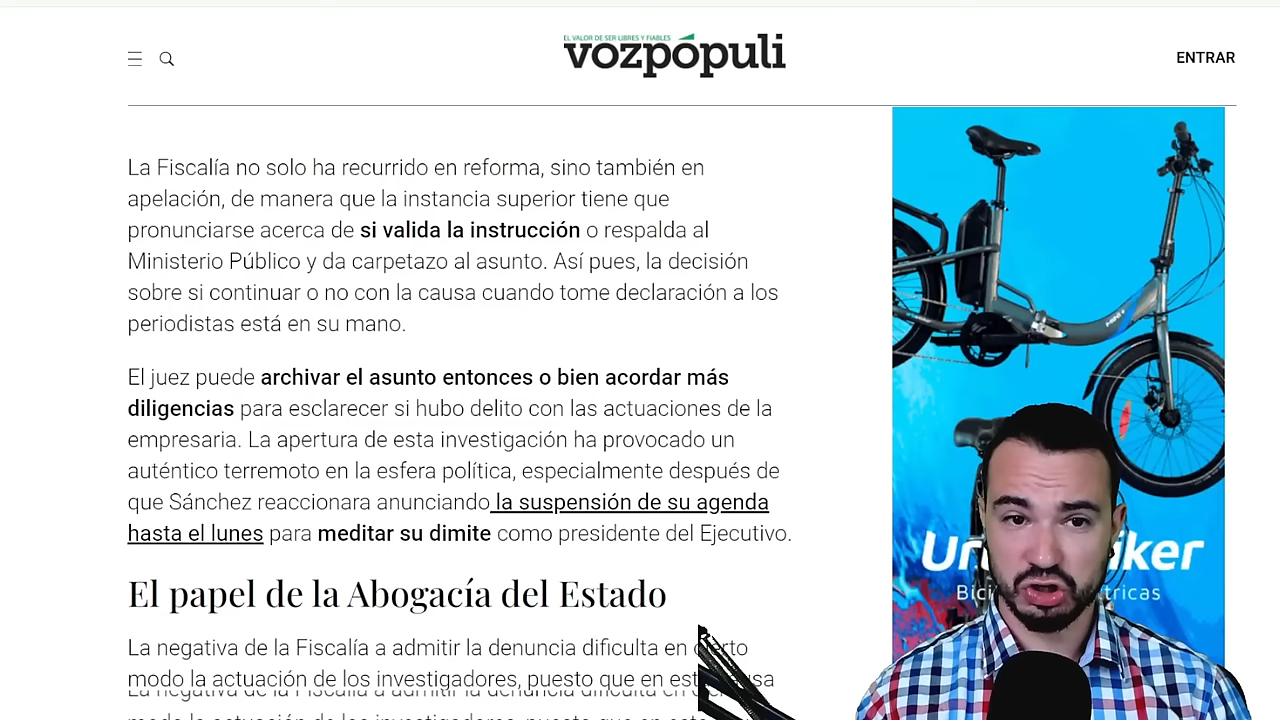 EL VALOR DE SER LIBRES Y FIABLES
vozpópuli
ENTRAR
La Fiscalía no solo ha recurrido en reforma, sino también en
apelación, de manera que la instancia superior tiene que
pronunciarse acerca de si valida la instrucción o respalda al
Ministerio Público y da carpetazo al asunto. Así pues, la decisión
sobre si continuar o no con la causa cuando tome declaración a los
periodistas está en su mano.
El juez puede archivar el asunto entonces o bien acordar más
diligencias para esclarecer si hubo delito con las actuaciones de la
empresaria. La apertura de esta investigación ha provocado un
auténtico terremoto en la esfera política, especialmente después de
que Sánchez reaccionara anunciando la suspensión de su agenda
hasta el lunes para meditar su dimite como presidente del Ejecutivo.
El papel de la Abogacía del Estado
La negativa de la Fiscalía a admitir la denuncia dificulta en
modo la actuación de los investigadores, puesto que en